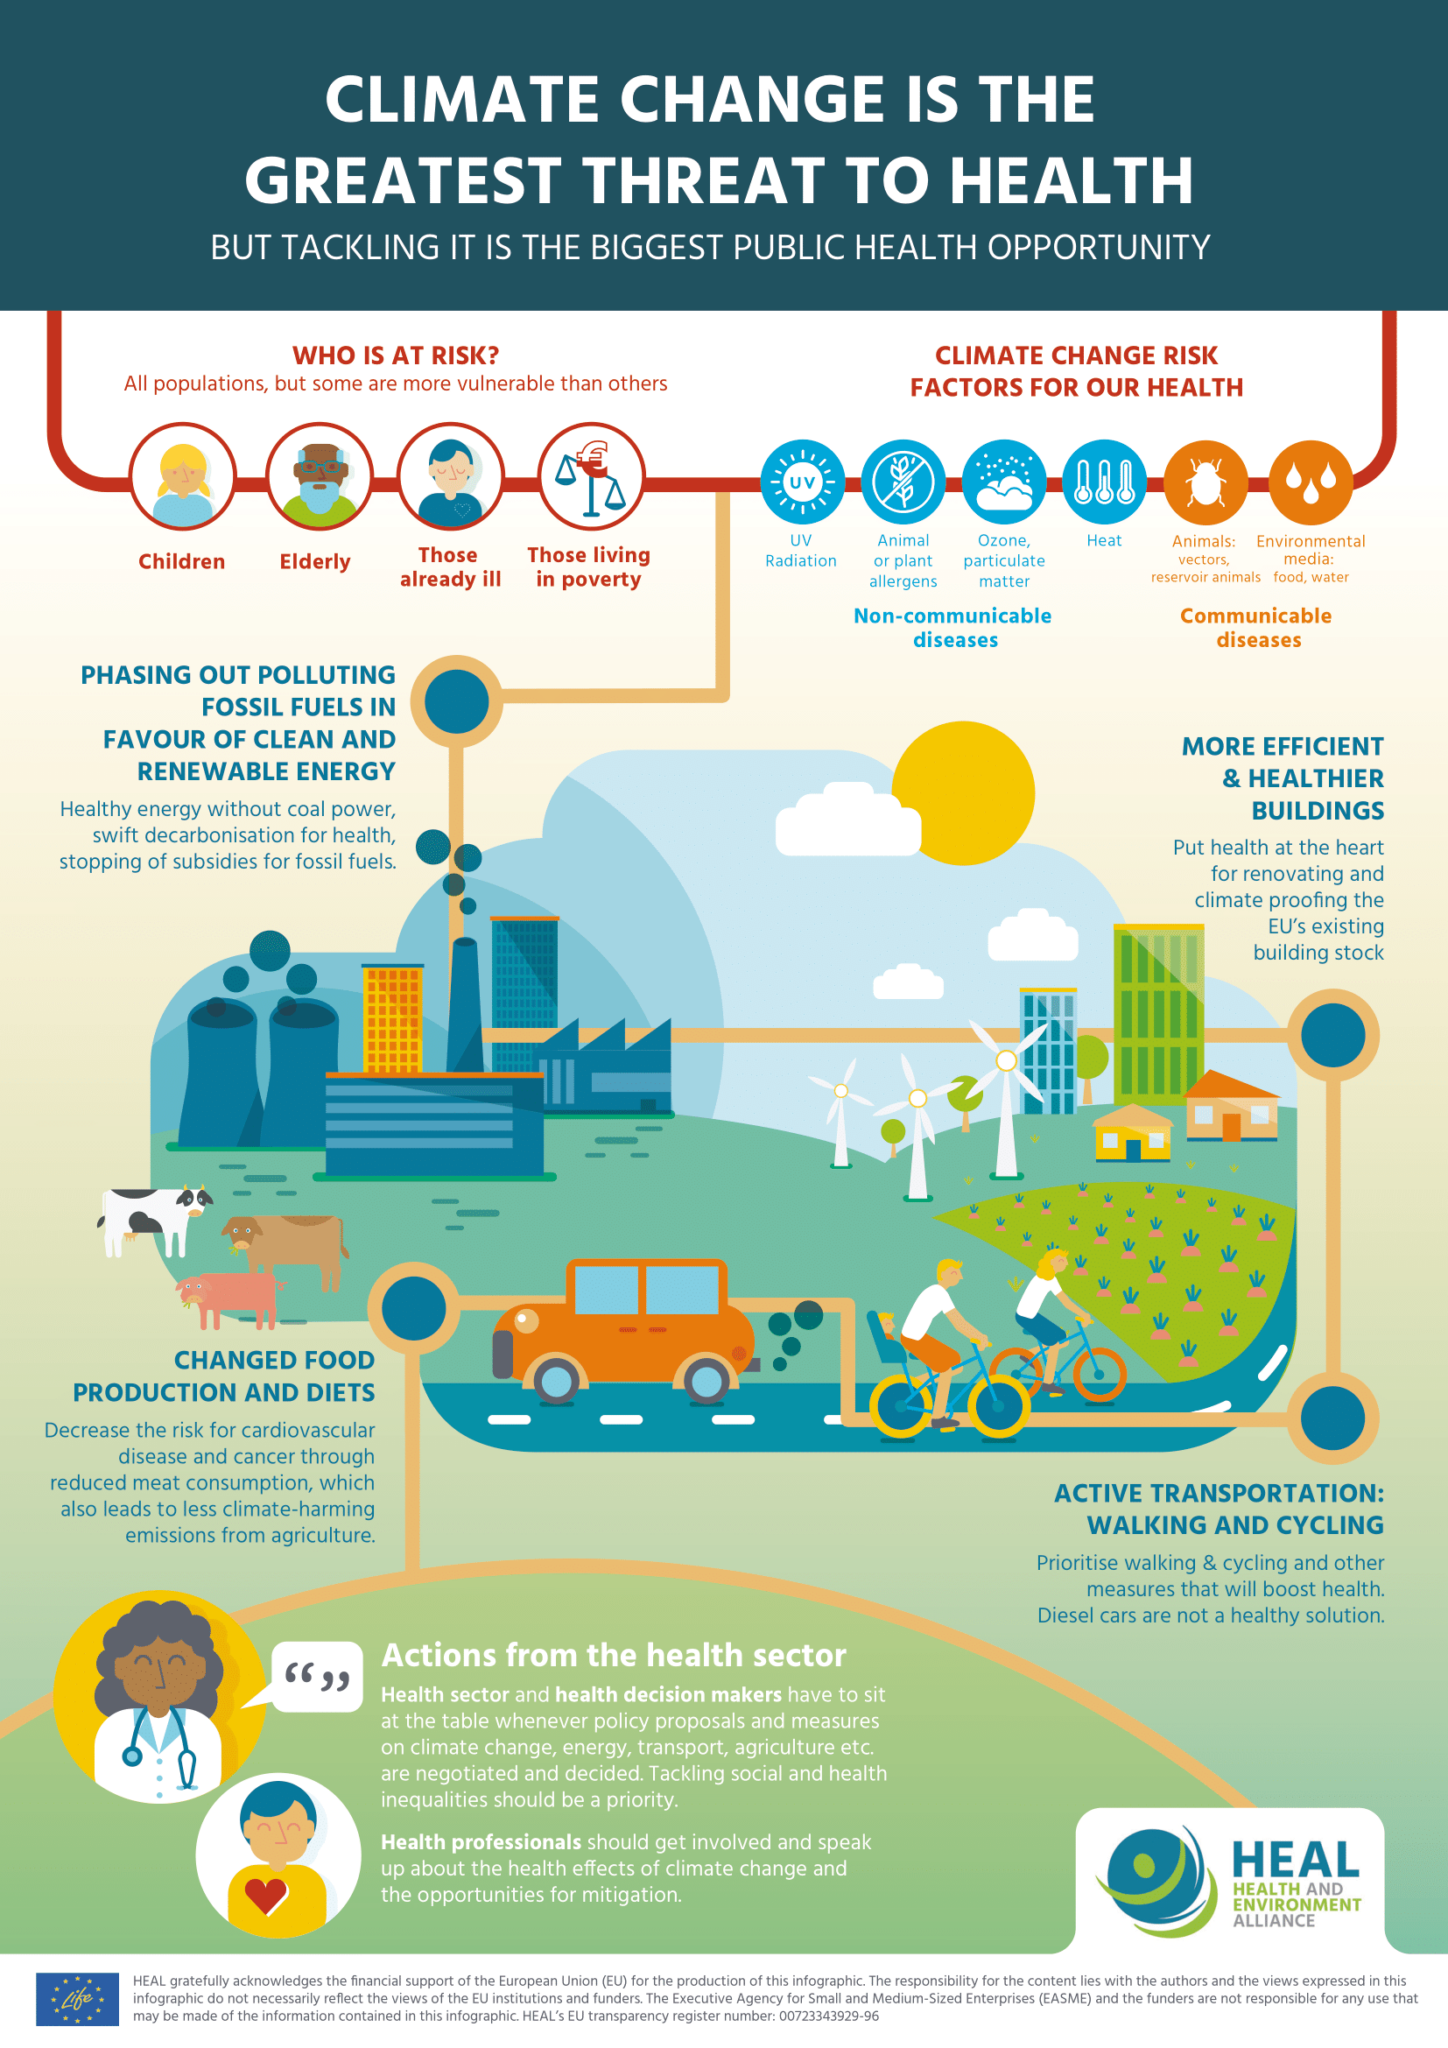 CLIMATE CHANGE IS THE
GREATEST THREAT TO HEALTH
BUT TACKLING IT IS THE BIGGEST PUBLIC HEALTH OPPORTUNITY
WHO IS AT RISK?
All populations, but some are more vulnerable than others
Children
Elderly
Those
already ill
€
Those living
in poverty
CLIMATE CHANGE RISK
FACTORS FOR OUR HEALTH
UV
UV
Radiation
Animal
or plant
allergens
Ozone,
particulate
matter
Heat
Animals:
vectors,
reservoir animals
Environmental
media:
food, water
Non-communicable
diseases
Communicable
diseases
PHASING OUT POLLUTING
FOSSIL FUELS IN
FAVOUR OF CLEAN AND
RENEWABLE ENERGY
Healthy energy without coal power,
swift decarbonisation for health,
stopping of subsidies for fossil fuels.
MORE EFFICIENT
& HEALTHIER
BUILDINGS
Put health at the heart
for renovating and
climate proofing the
EU's existing
building stock
CHANGED FOOD
PRODUCTION AND DIETS
Decrease the risk for cardiovascular
disease and cancer through
reduced meat consumption, which
also leads to less climate-harming
emissions from agriculture.
ACTIVE TRANSPORTATION:
WALKING AND CYCLING
Prioritise walking & cycling and other
measures that will boost health.
Diesel cars are not a healthy solution.
“”
Actions from the health sector
Health sector and health decision makers have to sit
at the table whenever policy proposals and measures
on climate change, energy, transport, agriculture etc.
are negotiated and decided. Tackling social and health
inequalities should be a priority.
Health professionals should get involved and speak
up about the health effects of climate change and
the opportunities for mitigation.
HEAL
HEALTH AND
ENVIRONMENT
ALLIANCE
Life
HEAL gratefully acknowledges the financial support of the European Union (EU) for the production of this infographic. The responsibility for the content lies with the authors and the views expressed in this
infographic do not necessarily reflect the views of the EU institutions and funders. The Executive Agency for Small and Medium-Sized Enterprises (EASME) and the funders are not responsible for any use that
may be made of the information contained in this infographic. HEAL's EU transparency register number: 00723343929-96